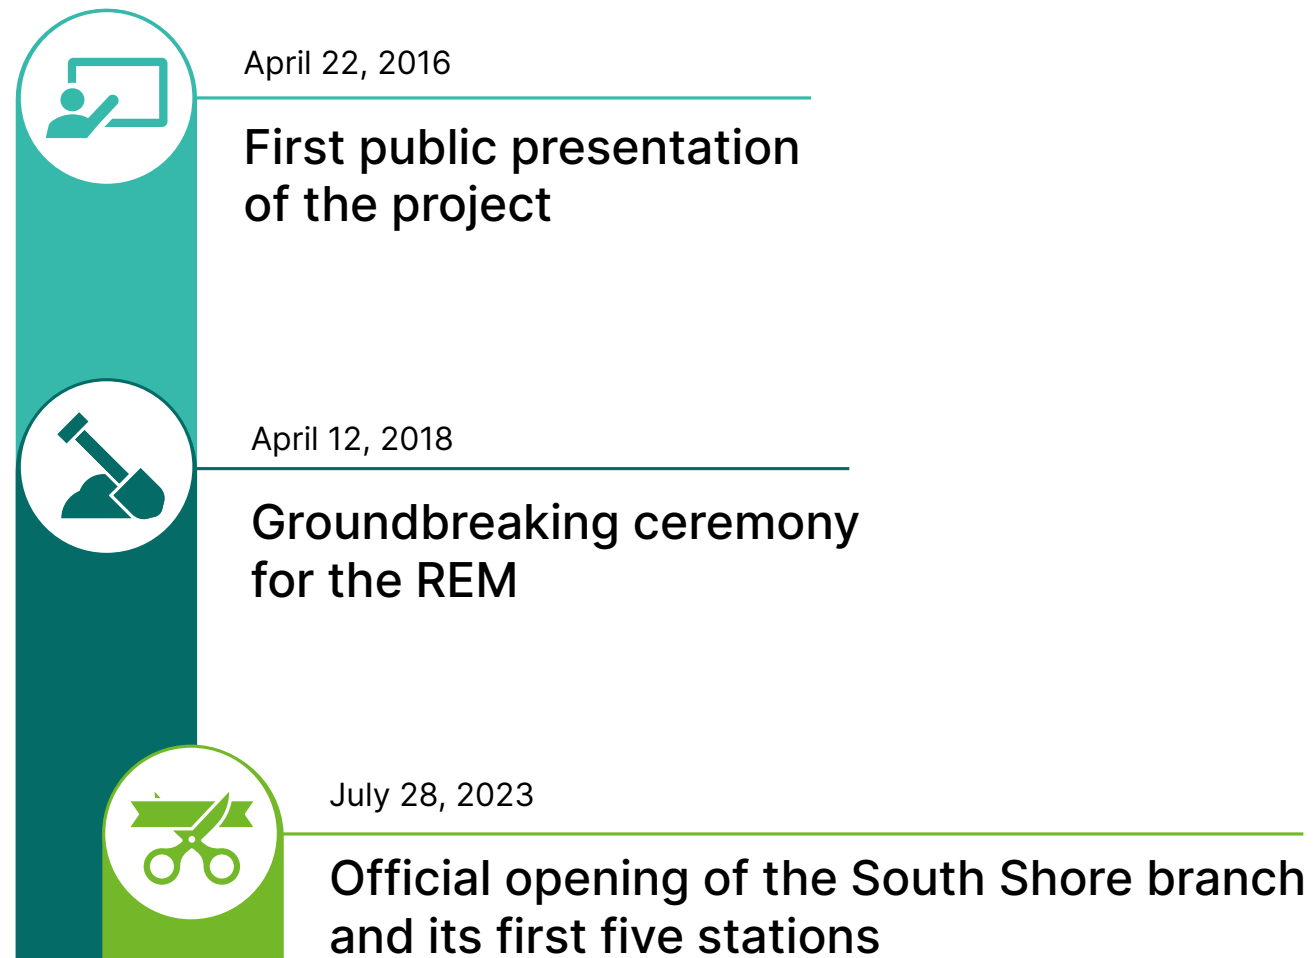 April 22, 2016
First public presentation
of the project
April 12, 2018
Groundbreaking ceremony
for the REM
July 28, 2023
Official opening of the South Shore branch
and its first five stations